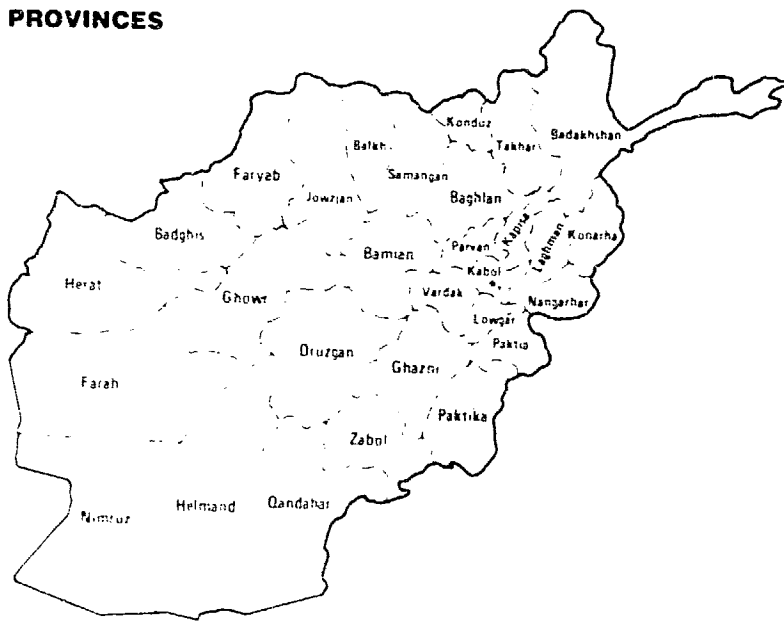 PROVINCES
Konduz
Takhar
Badakhshan
Balkh
Faryab
Samangan
Jowzjan
Baghlan
Kapisa
Badghis
Parvan
Laghman
Konarha
Bamian
Kabol
Herat
Ghowr
Vardak
Nangarhar
Lowgar
Oruzgan
Paktia
Ghazni
Farah
Paktika
Zabol
Nimruz
Helmand
Qandahar